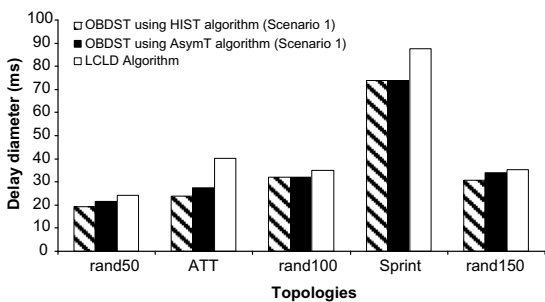 100
90
80
70
60
50
40
30
20
10
0
Delay diameter (ms)
OBDST using HIST algorithm (Scenario 1)
OBDST using AsymT algorithm (Scenario 1)
LCLD Algorithm
rand50 ATT rand100 Sprint rand150
Topologies